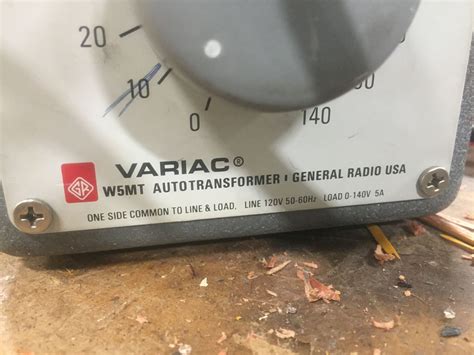 20
10
0
140
VARIAC®
GR
W5MT AUTOTRANSFORMER GENERAL RADIO USA
ONE SIDE COMMON TO LINE & LOAD, LINE 120V 50-60Hz LOAD 0-140V 5A